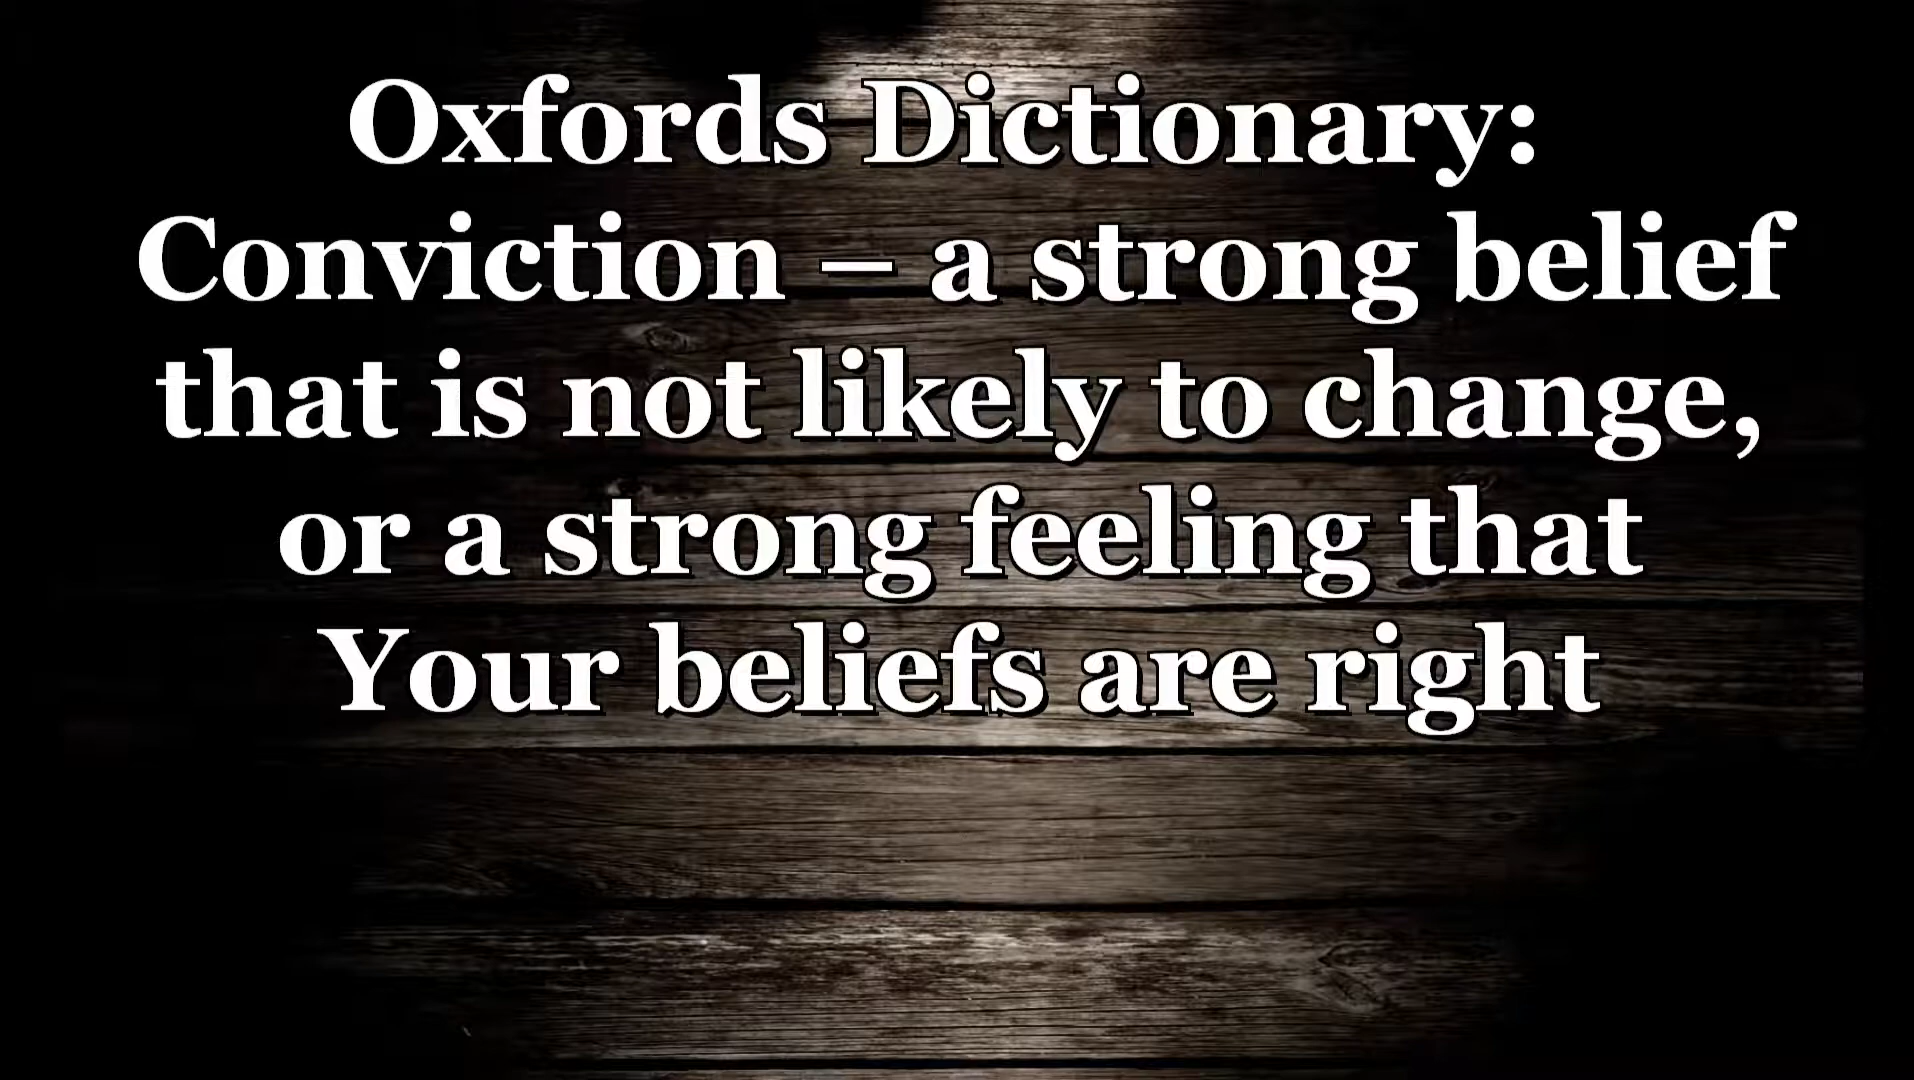 Oxfords Dictionary:
Conviction – a strong belief
that is not likely to change,
or a strong feeling that
Your beliefs are right